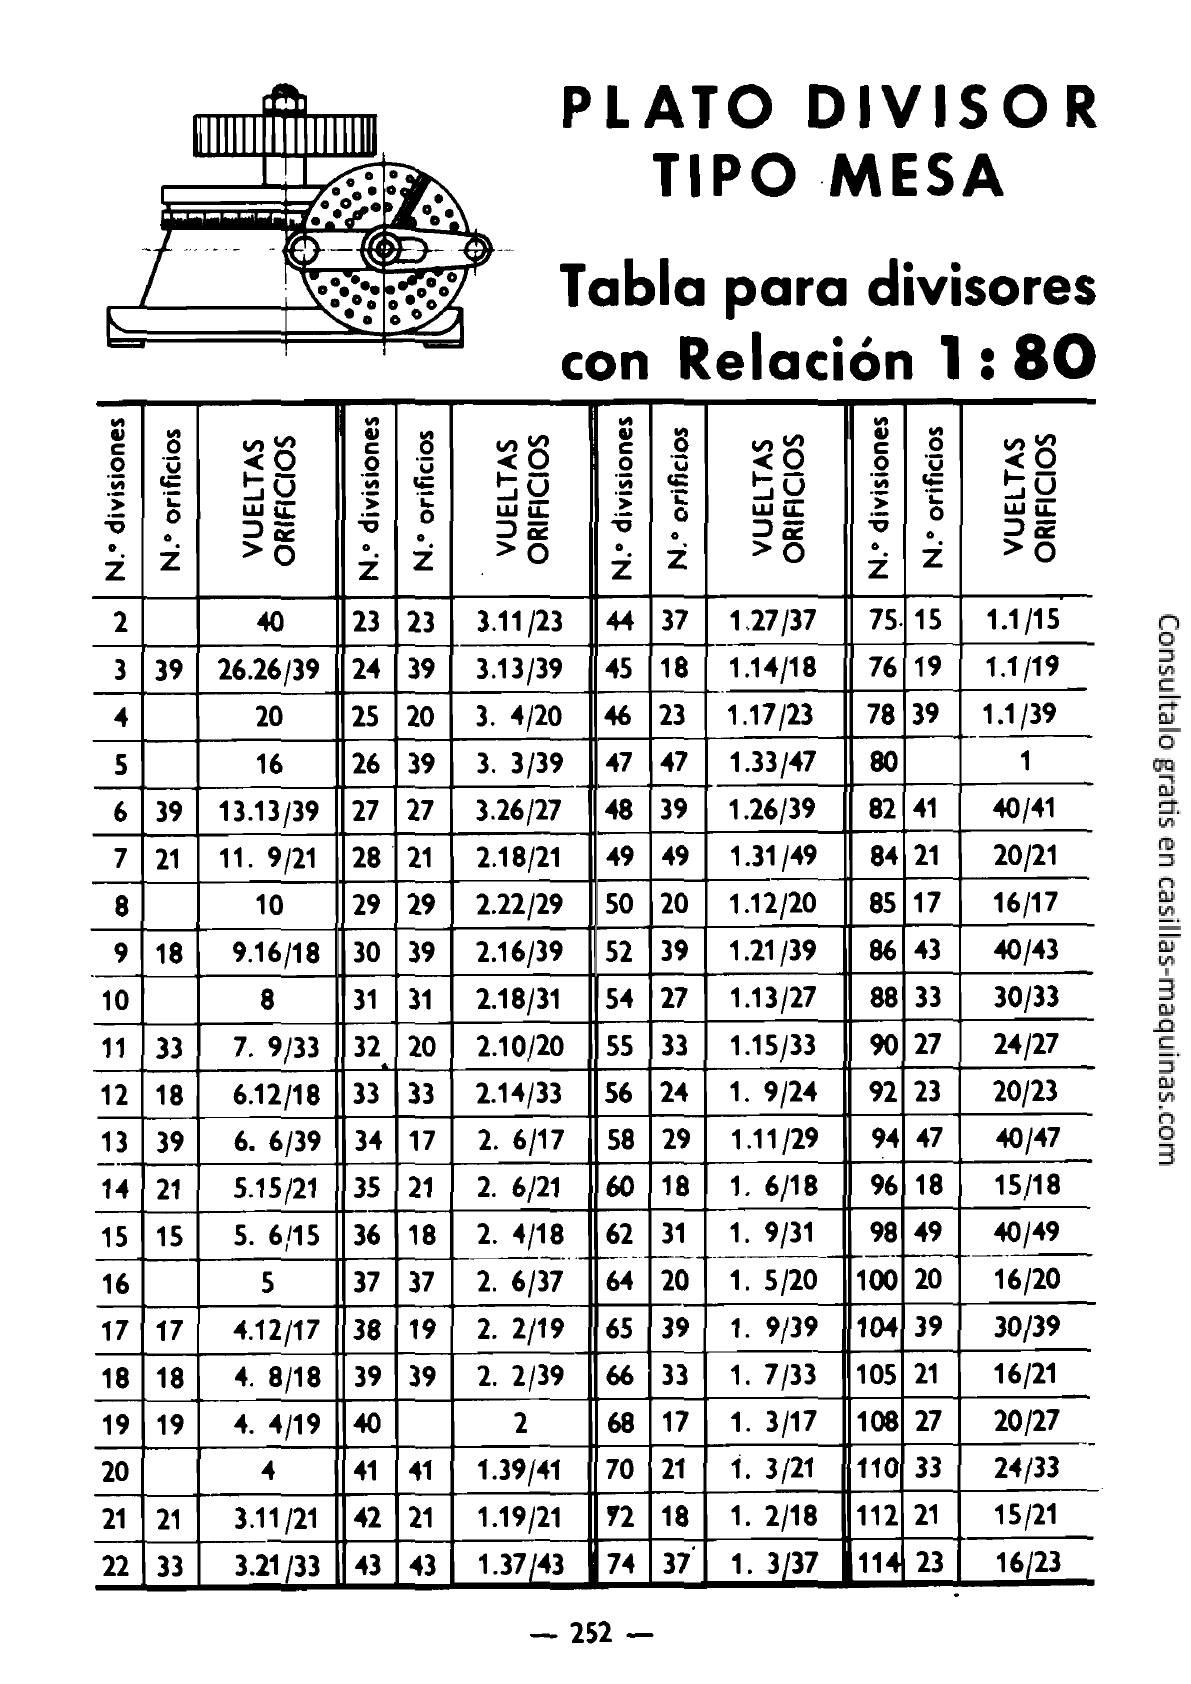 PLATO DIVISOR
TIPO MESA
Tabla para divisores
con Relación 1 : 80
N.º divisiones N.º orificios VUELTAS ORIFICIOS N.º divisiones N.º orificios VUELTAS ORIFICIOS N.º divisiones N.º orificios VUELTAS ORIFICIOS N.º divisiones N.º orificios VUELTAS ORIFICIOS
2 40 23 23 3.11/23 44 37 1.27/37 75 15 1.1/15
3 39 26.26/39 24 39 3.13/39 45 18 1.14/18 76 19 1.1/19
4 20 25 20 3. 4/20 46 23 1.17/23 78 39 1.1/39
5 16 26 39 3. 3/39 47 47 1.33/47 80 1
6 39 13.13/39 27 27 3.26/27 48 39 1.26/39 82 41 40/41
7 21 11. 9/21 28 21 2.18/21 49 49 1.31/49 84 21 20/21
8 10 29 29 2.22/29 50 20 1.12/20 85 17 16/17
9 18 9.16/18 30 39 2.16/39 52 39 1.21/39 86 43 40/43
10 8 31 31 2.18/31 54 27 1.13/27 88 33 30/33
11 33 7. 9/33 32 20 2.10/20 55 33 1.15/33 90 27 24/27
12 18 6.12/18 33 33 2.14/33 56 24 1. 9/24 92 23 20/23
13 39 6. 6/39 34 17 2. 6/17 58 29 1.11/29 94 47 40/47
14 21 5.15/21 35 21 2. 6/21 60 18 1. 6/18 96 18 15/18
15 15 5. 6/15 36 18 2. 4/18 62 31 1. 9/31 98 49 40/49
16 5 37 37 2. 6/37 64 20 1. 5/20 100 20 16/20
17 17 4.12/17 38 19 2. 2/19 65 39 1. 9/39 104 39 30/39
18 18 4. 8/18 39 39 2. 2/39 66 33 1. 7/33 105 21 16/21
19 19 4. 4/19 40 2 68 17 1. 3/17 108 27 20/27
20 4 41 41 1.39/41 70 21 1. 3/21 110 33 24/33
21 21 3.11/21 42 21 1.19/21 72 18 1. 2/18 112 21 15/21
22 33 3.21/33 43 43 1.37/43 74 37 1. 3/37 114 23 16/23
— 252 —
Consultalo gratis en casillas-maquinas.com